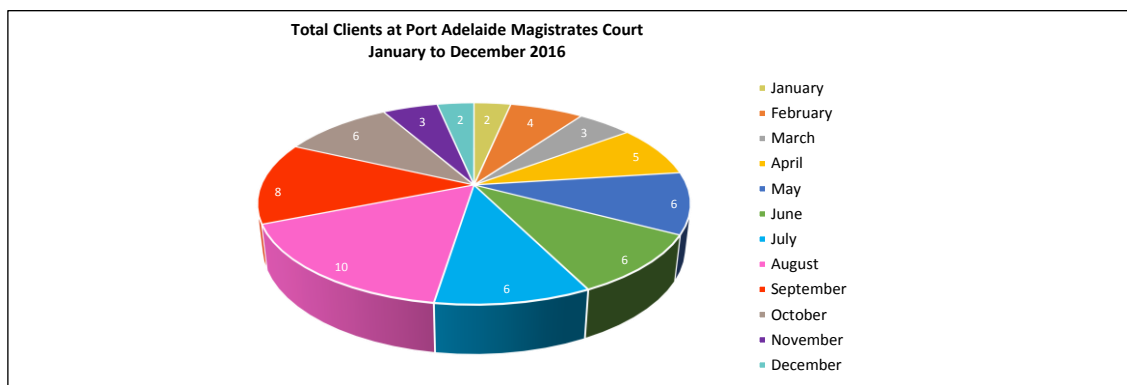 Total Clients at Port Adelaide Magistrates Court
January to December 2016
2
4
3
5
6
6
6
10
8
6
3
2
January
February
March
April
May
June
July
August
September
October
November
December